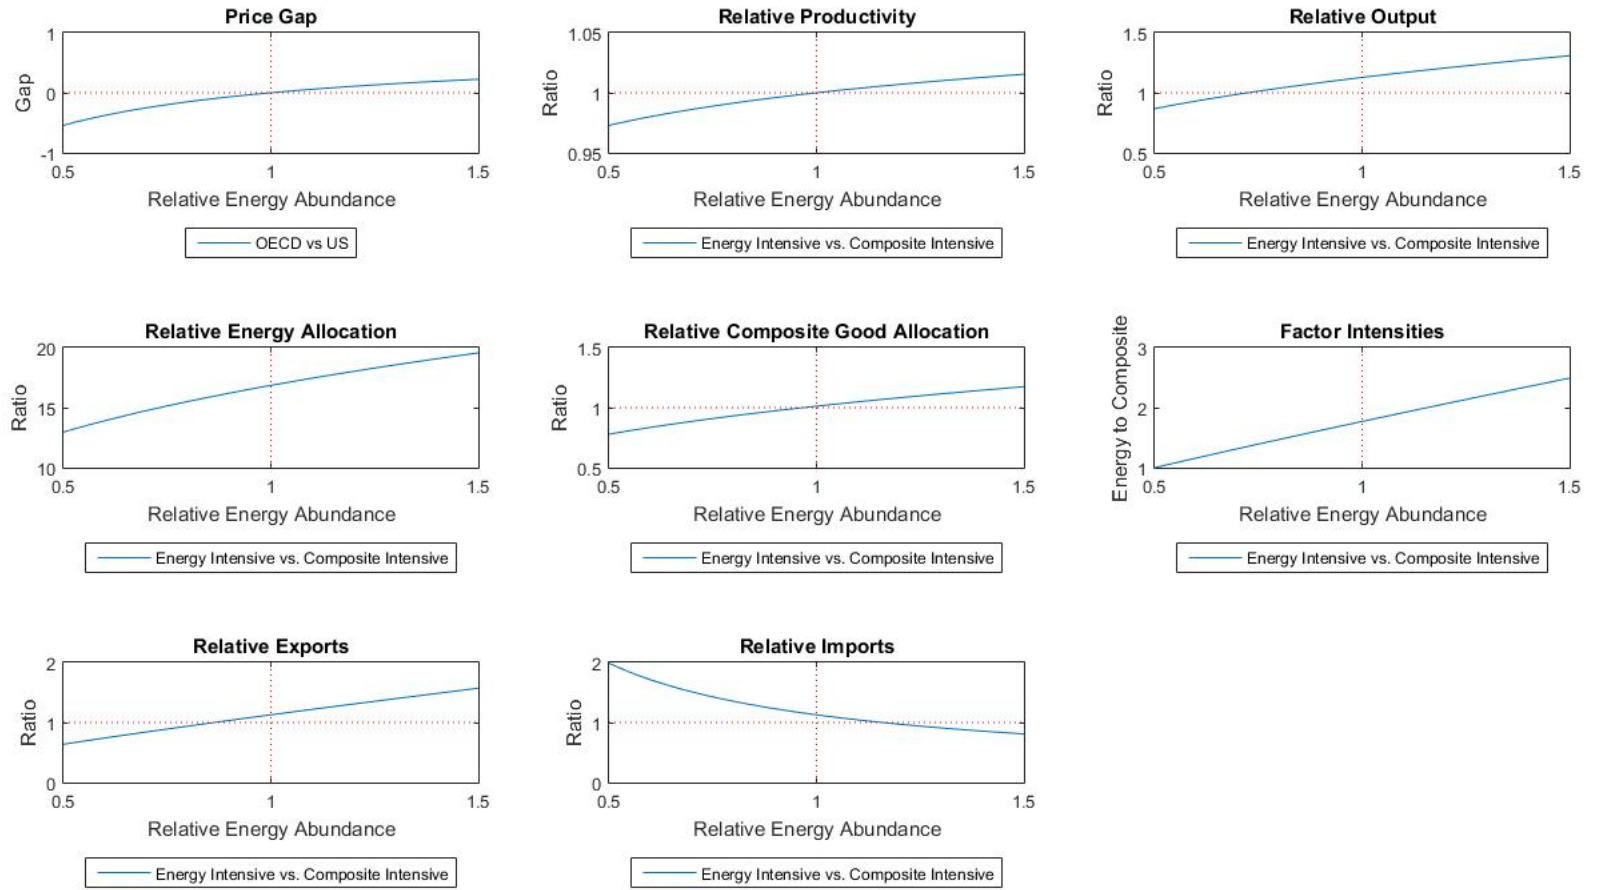 Price Gap
Gap
1
0
-1
0.5 1 1.5
Relative Energy Abundance
OECD vs US
Relative Productivity
Ratio
1.05
1
0.95
0.5 1 1.5
Relative Energy Abundance
Energy Intensive vs. Composite Intensive
Relative Output
Ratio
1.5
1
0.5
0.5 1 1.5
Relative Energy Abundance
Energy Intensive vs. Composite Intensive
Relative Energy Allocation
Ratio
20
15
10
0.5 1 1.5
Relative Energy Abundance
Energy Intensive vs. Composite Intensive
Relative Composite Good Allocation
Ratio
1.5
1
0.5
0.5 1 1.5
Relative Energy Abundance
Energy Intensive vs. Composite Intensive
Factor Intensities
Energy to Composite
3
2
1
0.5 1 1.5
Relative Energy Abundance
Energy Intensive vs. Composite Intensive
Relative Exports
Ratio
2
1
0
0.5 1 1.5
Relative Energy Abundance
Energy Intensive vs. Composite Intensive
Relative Imports
Ratio
2
1
0
0.5 1 1.5
Relative Energy Abundance
Energy Intensive vs. Composite Intensive